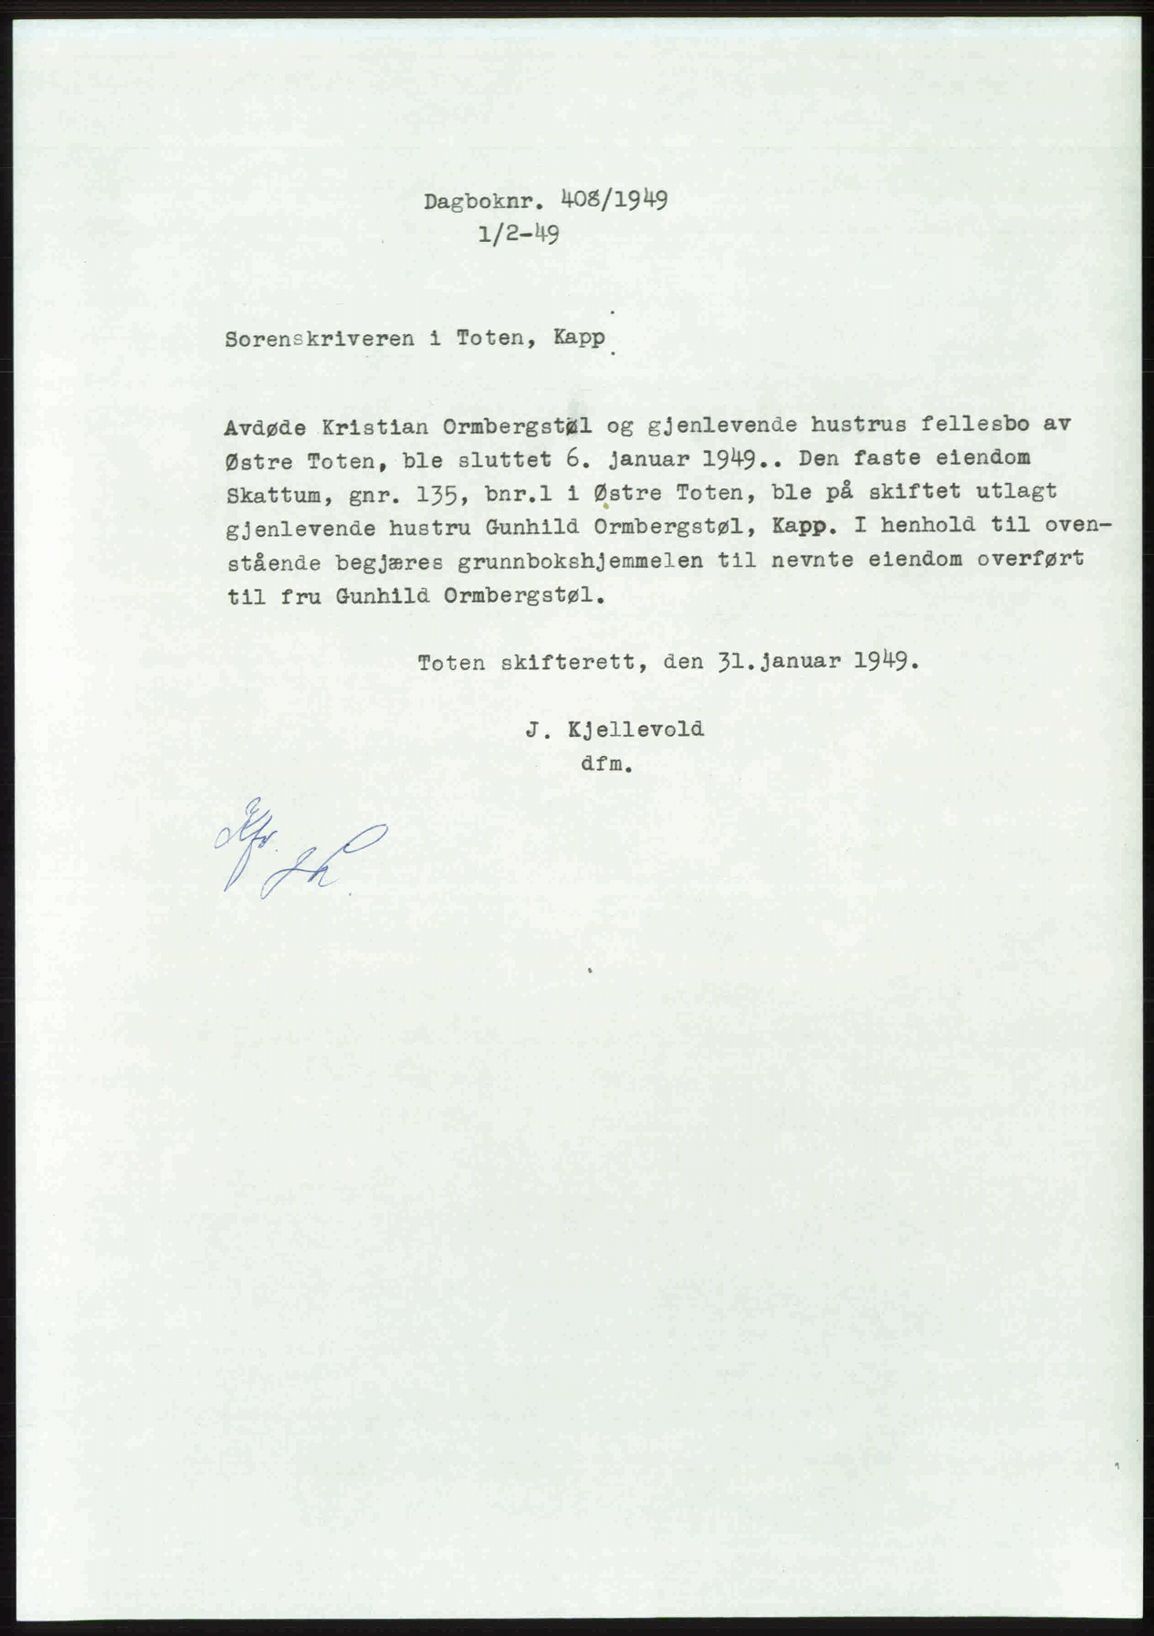 Dagboknr. 408/1949
1/2-49
Sorenskriveren i Toten, Kapp
Avdøde Kristian Ormbergstøl og gjenlevende hustrus fellesbo av
Østre Toten, ble sluttet 6. januar 1949.. Den faste eiendom
Skattum, gnr. 135, bnr.1 i Østre Toten, ble på skiftet utlagt
gjenlevende hustru Gunhild Ormbergstøl, Kapp. I henhold til oven-
stående begjæres grunnbokshjemmelen til nevnte eiendom overført
til fru Gunhild Ormbergstøl.
Toten skifterett, den 31.januar 1949.
J. Kjellevold
dfm.